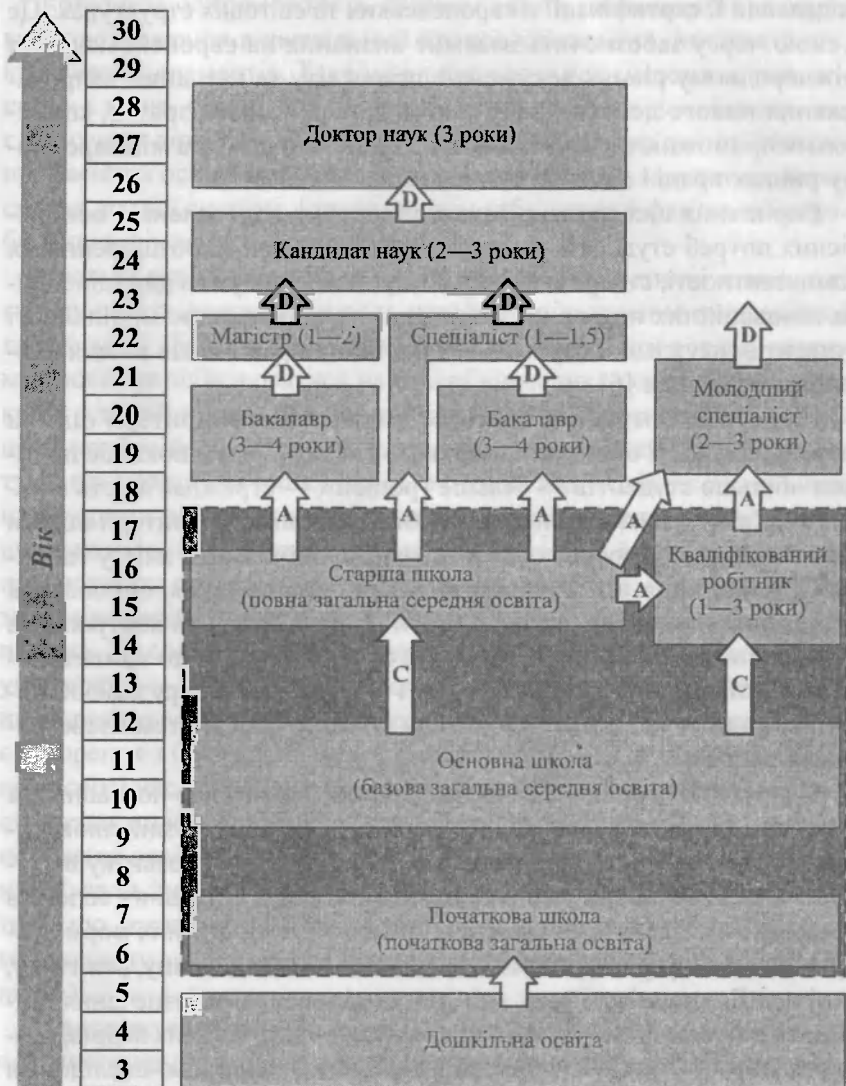 30
29
28
27
26
25
24
23
22
21
20
19
18
17
16
15
14
13
12
11
10
9
8
7
6
5
4
3
Вік
Доктор наук (3 роки)
D
Кандидат наук (2—3 роки)
D
D
Магістр (1—2)
Спеціаліст (1—1,5)
D
D
D
Бакалавр
(3—4 роки)
Бакалавр
(3—4 роки)
Молодший
спеціаліст
(2—3 роки)
A
A
A
A
A
Старша школа
(повна загальна середня освіта)
A
Кваліфікований
робітник
(1—3 роки)
C
C
Основна школа
(базова загальна середня освіта)
Початкова школа
(початкова загальна освіта)
Дошкільна освіта